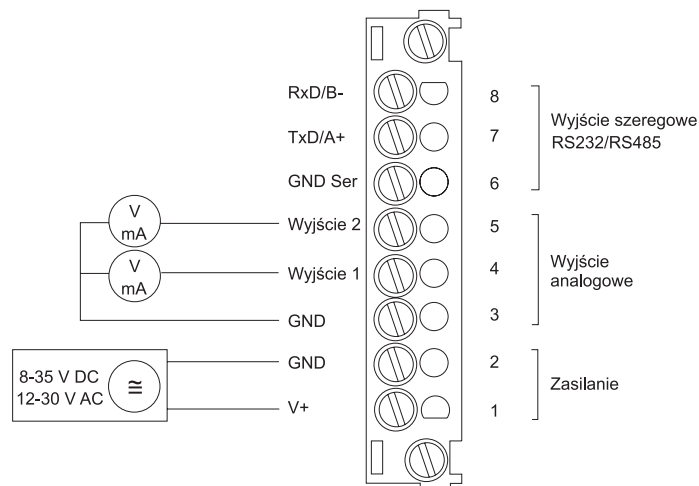 RxD/B- 8
TxD/A+ 7 Wyjście szeregowe
RS232/RS485
GND Ser 6
V
mA Wyjście 2 5
V
mA Wyjście 1 4 Wyjście
analogowe
GND 3
GND 2
8-35 V DC
12-30 V AC ≅ Zasilanie
V+ 1